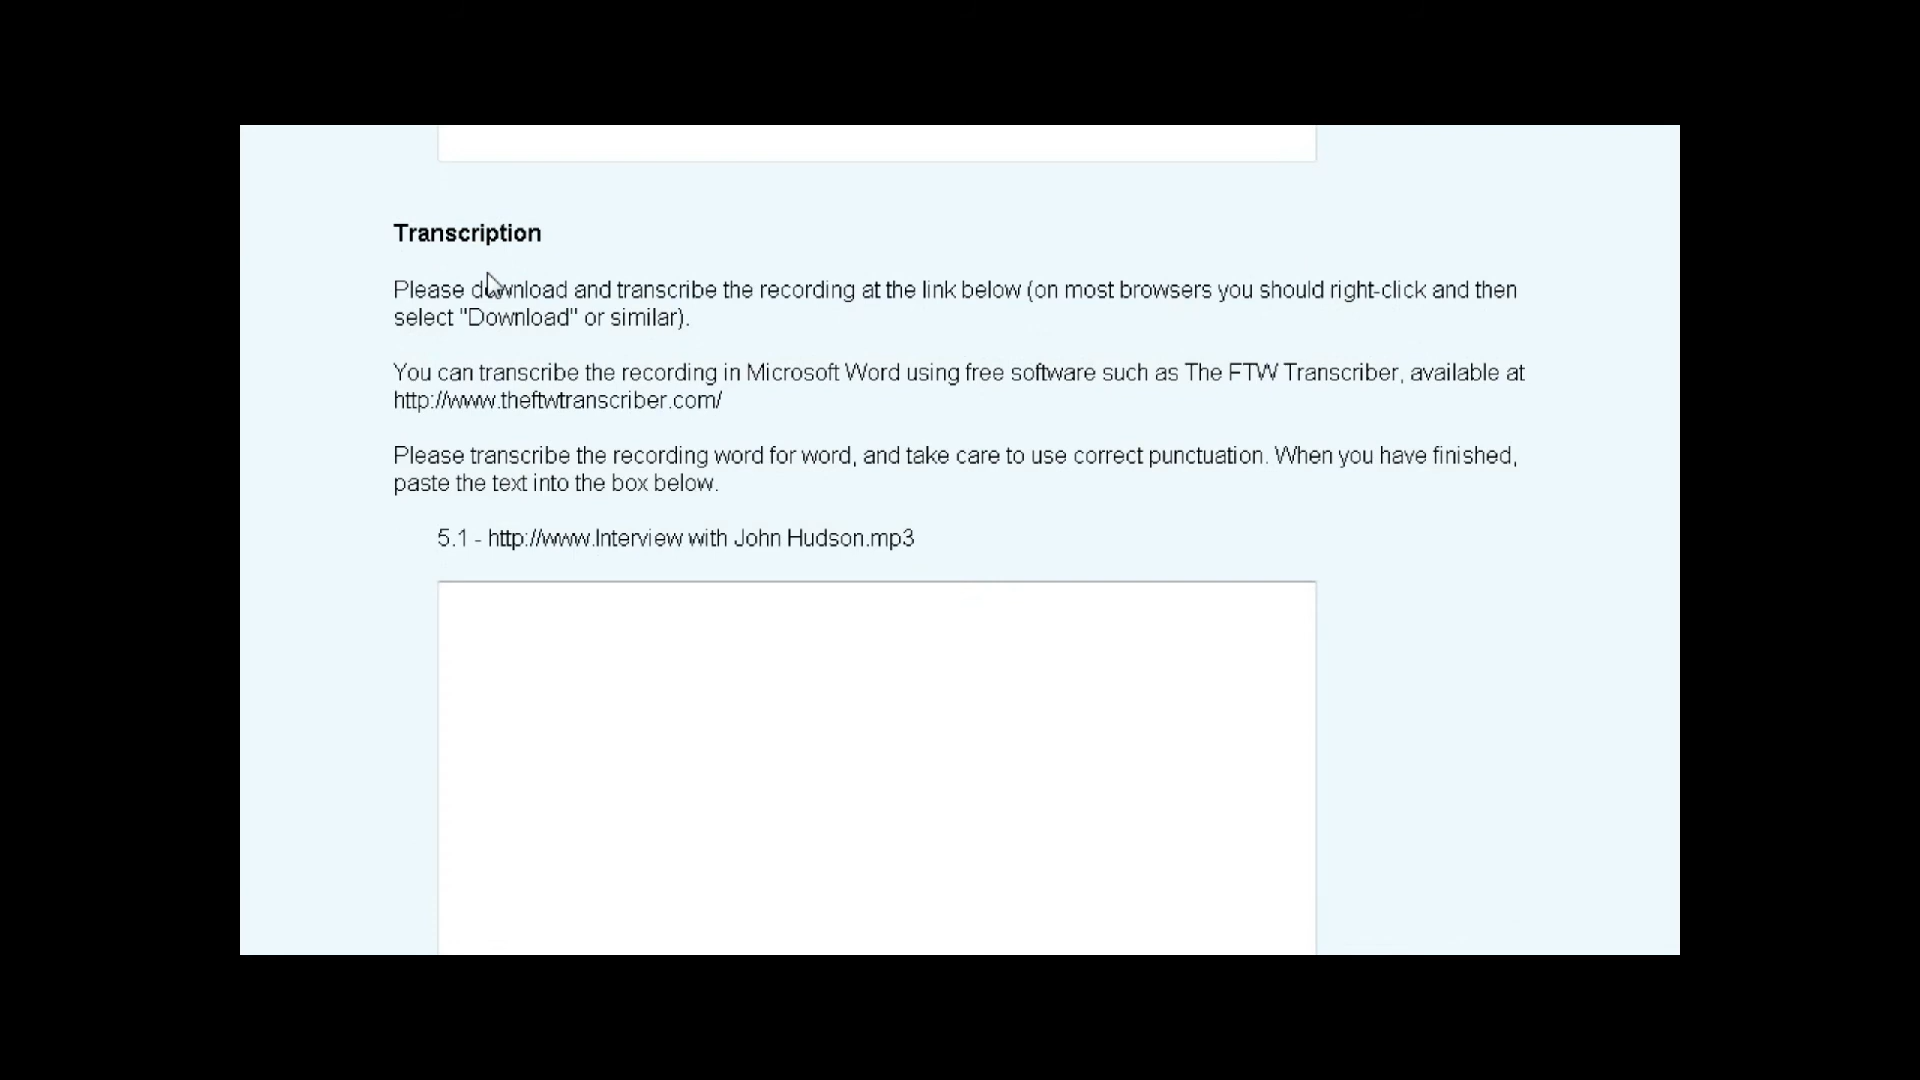 Transcription
Please download and transcribe the recording at the link below (on most browsers you should right-click and then
select "Download" or similar).
You can transcribe the recording in Microsoft Word using free software such as The FTW Transcriber, available at
http://www.theftwtranscriber.com/
Please transcribe the recording word for word, and take care to use correct punctuation. When you have finished,
paste the text into the box below.
5.1 - http://www.Interview with John Hudson.mp3